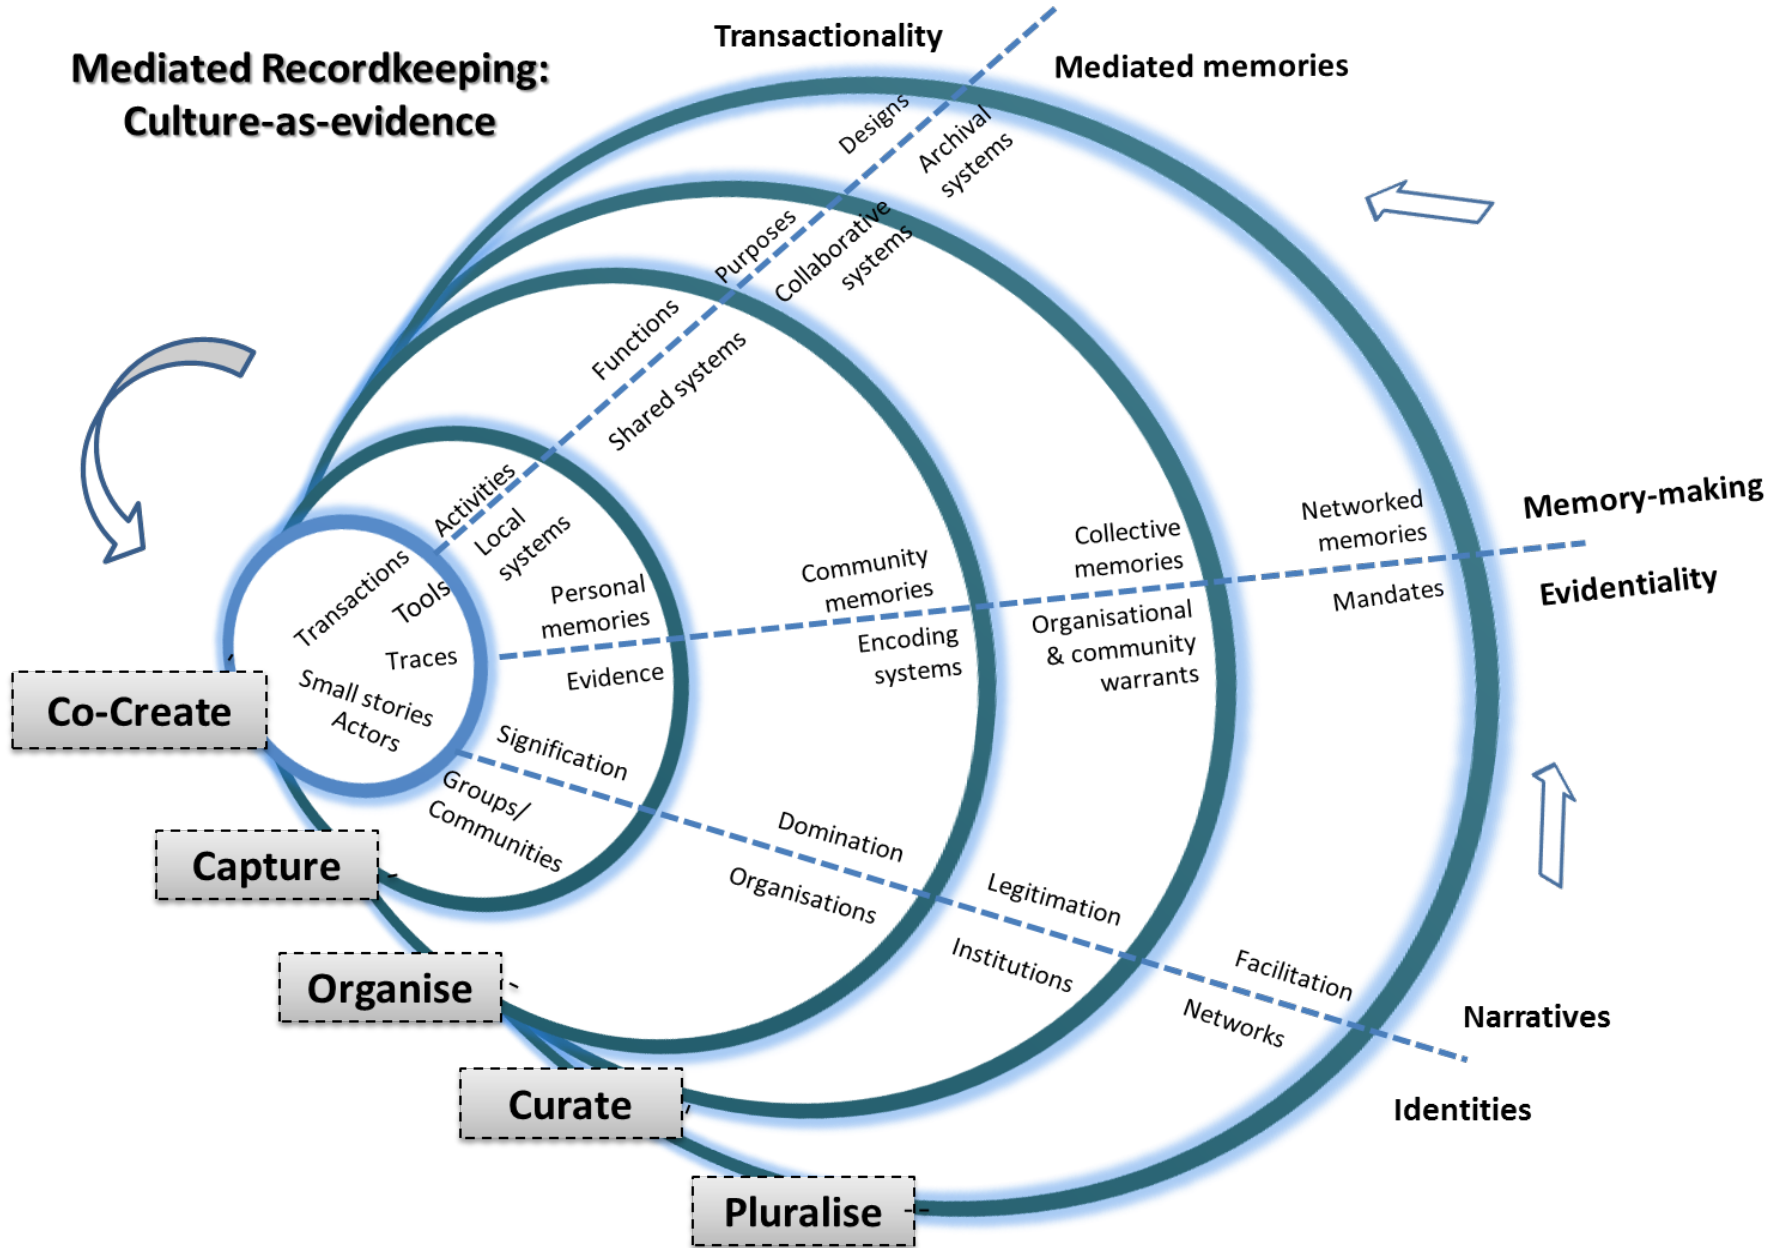 Mediated Recordkeeping:
Culture-as-evidence
Transactionality
Mediated memories
Designs
Archival
systems
Purposes
Collaborative
systems
Functions
Shared systems
Activities
Local
systems
Transactions
Tools
Traces
Small stories
Actors
Personal
memories
Evidence
Community
memories
Encoding
systems
Collective
memories
Organisational
& community
warrants
Networked
memories
Mandates
Memory-making
Evidentiality
Signification
Groups/
Communities
Domination
Organisations
Legitimation
Institutions
Facilitation
Networks
Narratives
Identities
Co-Create
Capture
Organise
Curate
Pluralise